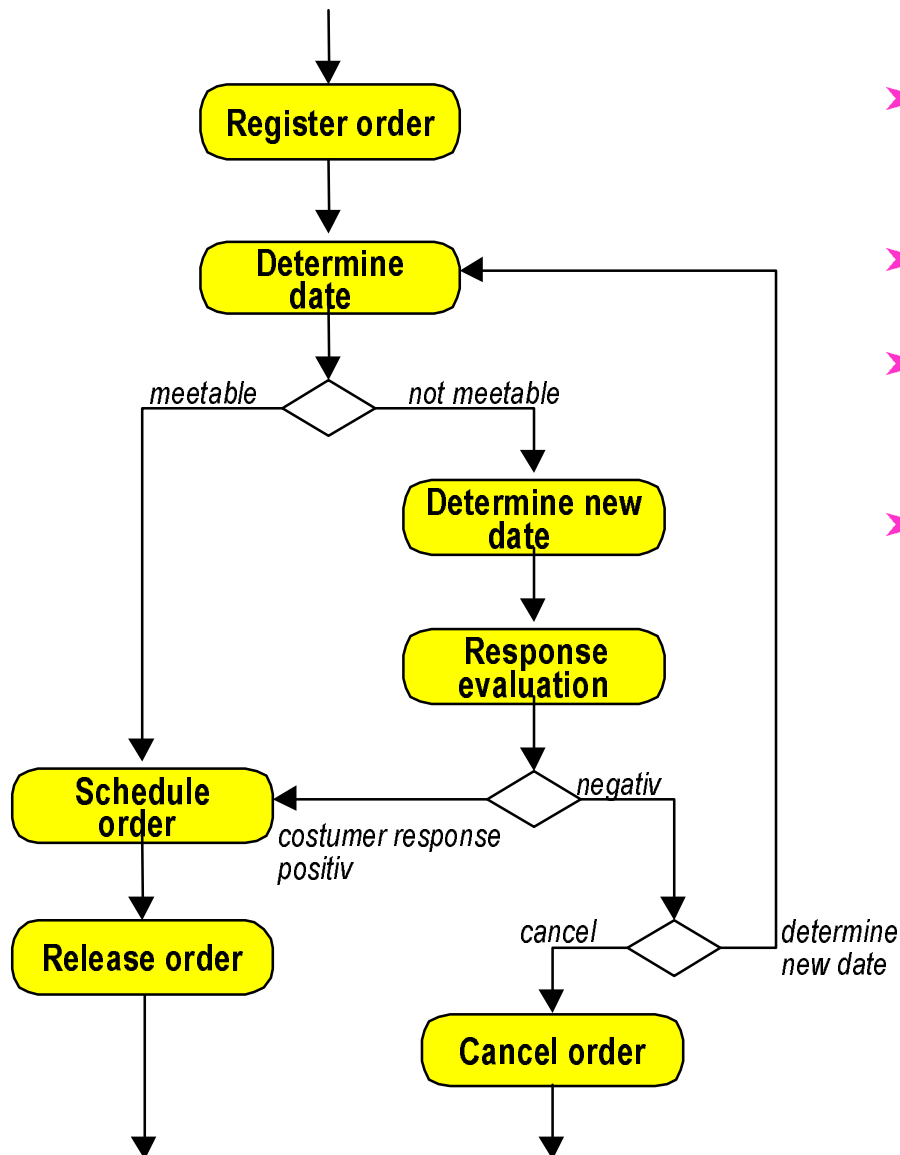 Register order
Determine
date
meetable
not meetable
Determine new
date
Response
evaluation
Schedule
order
negativ
costumer response
positiv
Release order
cancel
determine
new date
Cancel order